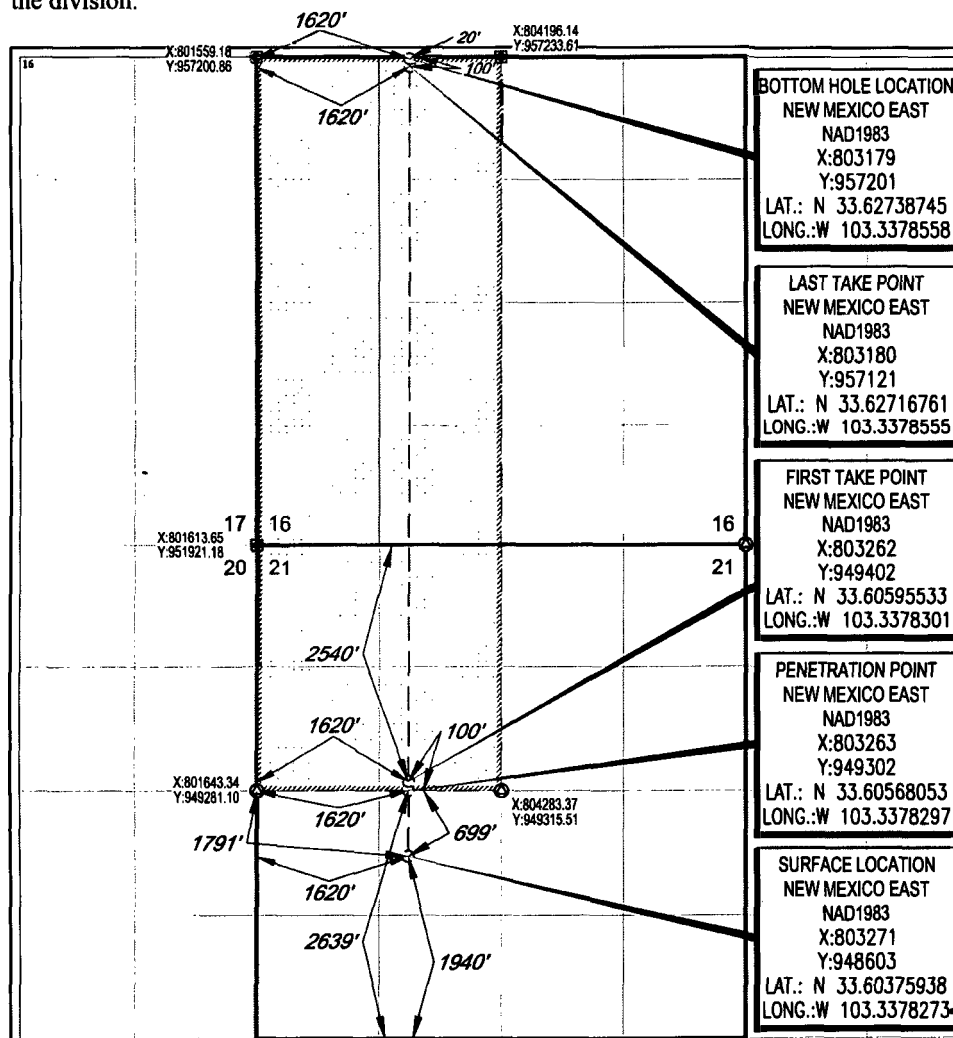 the division.
1620'
20'
X:804196.14
Y:957233.61
X:801559.18
Y:957200.86
16
100'
1620'
BOTTOM HOLE LOCATION
NEW MEXICO EAST
NAD1983
X:803179
Y:957201
LAT.: N 33.62738745
LONG.:W 103.3378558
LAST TAKE POINT
NEW MEXICO EAST
NAD1983
X:803180
Y:957121
LAT.: N 33.62716761
LONG.:W 103.3378555
17 16
16
X:801613.65
Y:951921.18
20 21
21
FIRST TAKE POINT
NEW MEXICO EAST
NAD1983
X:803262
Y:949402
LAT.: N 33.60595533
LONG.:W 103.3378301
2540'
1620'
100'
X:801643.34
Y:949281.10
1620'
X:804283.37
Y:949315.51
PENETRATION POINT
NEW MEXICO EAST
NAD1983
X:803263
Y:949302
LAT.: N 33.60568053
LONG.:W 103.3378297
1791'
699'
1620'
2639'
1940'
SURFACE LOCATION
NEW MEXICO EAST
NAD1983
X:803271
Y:948603
LAT.: N 33.60375938
LONG.:W 103.3378273